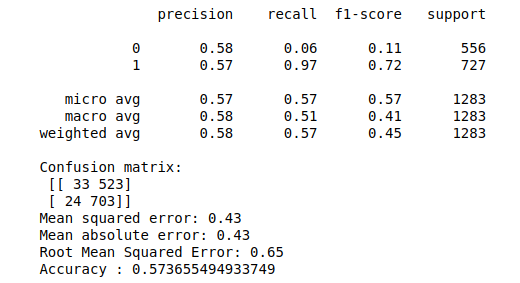 precision recall f1-score support
0 0.58 0.06 0.11 556
1 0.57 0.97 0.72 727
micro avg 0.57 0.57 0.57 1283
macro avg 0.58 0.51 0.41 1283
weighted avg 0.58 0.57 0.45 1283
Confusion matrix:
[[ 33 523]
[ 24 703]]
Mean squared error: 0.43
Mean absolute error: 0.43
Root Mean Squared Error: 0.65
Accuracy : 0.573655494933749